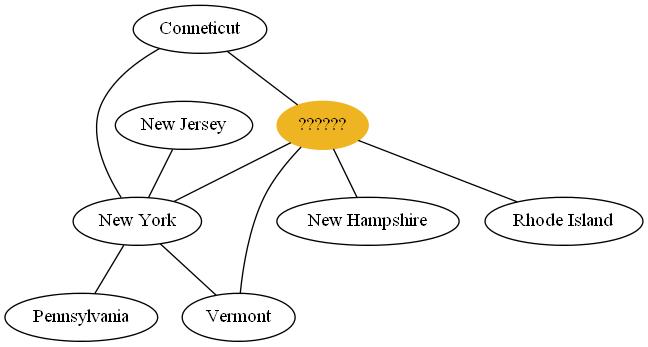 Conneticut
New Jersey
??????
New York
New Hampshire
Rhode Island
Pennsylvania
Vermont